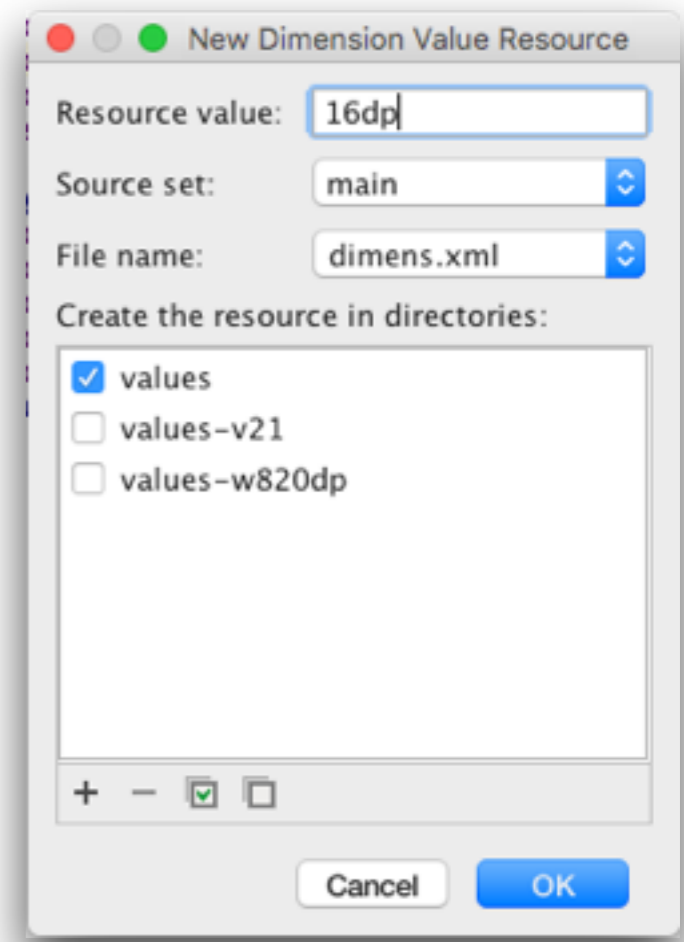 New Dimension Value Resource
Resource value: 16dp
Source set: main
File name: dimens.xml
Create the resource in directories:
values
values-v21
values-w820dp
Cancel OK